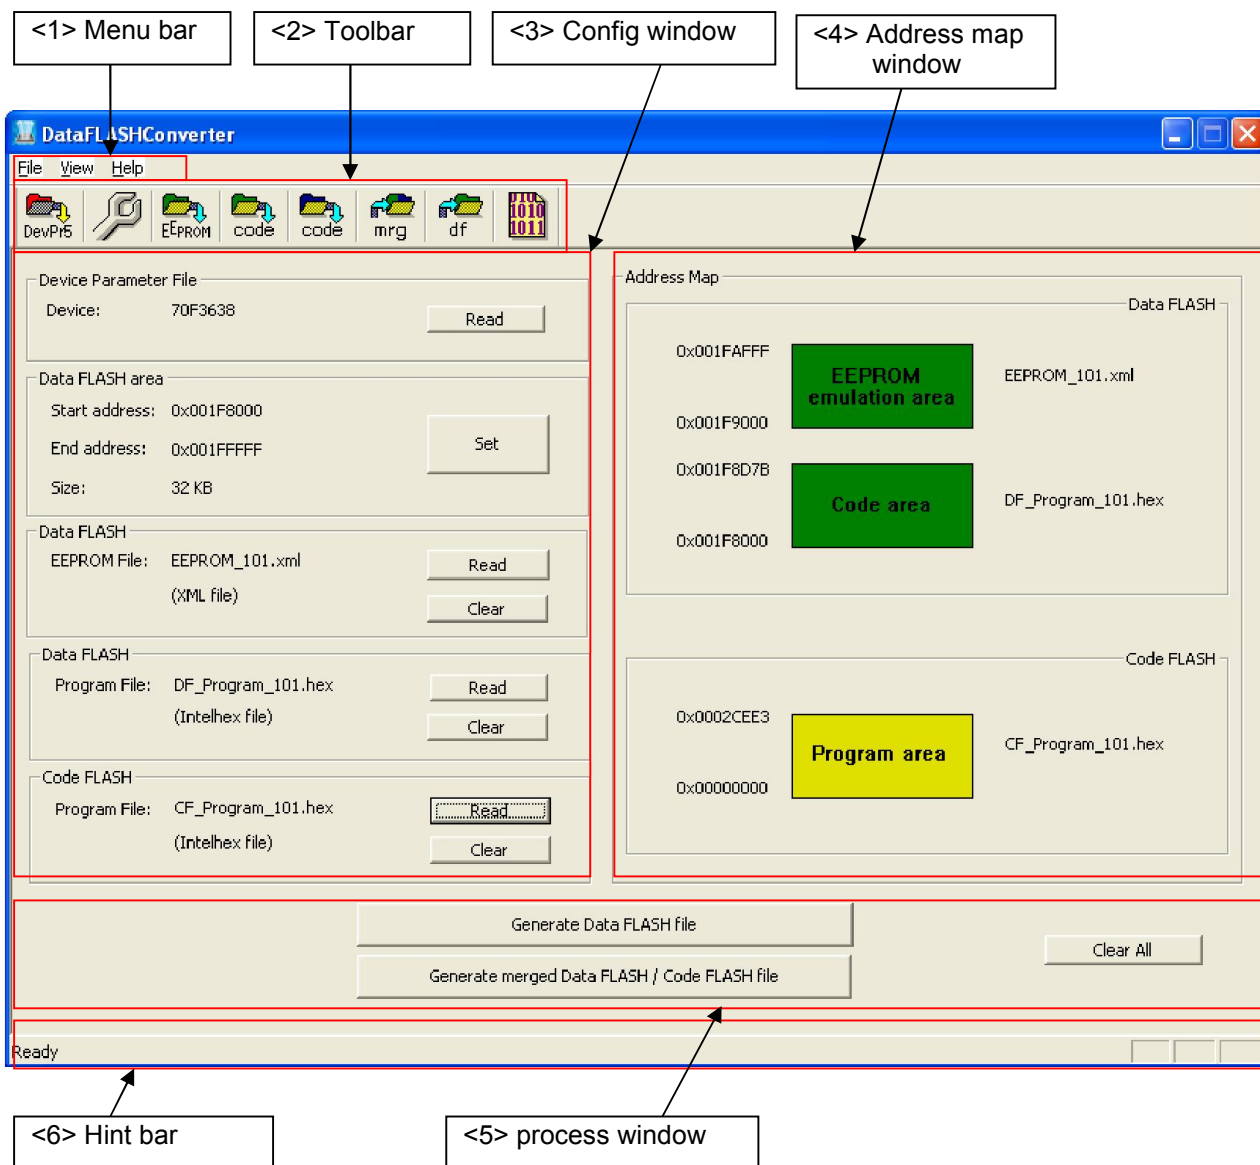 <1> Menu bar
<2> Toolbar
<3> Config window
<4> Address map
window
DataFLASHConverter
File View Help
DevPr5
EEPROM
code
code
mrg
df
010
1010
1011
Device Parameter File
Device: 70F3638
Read
Data FLASH area
Start address: 0x001F8000
End address: 0x001FFFFF
Set
Size: 32 KB
Data FLASH
EEPROM File: EEPROM_101.xml
Read
(XML file)
Clear
Data FLASH
Program File: DF_Program_101.hex
Read
(Intelhex file)
Clear
Code FLASH
Program File: CF_Program_101.hex
Read
(Intelhex file)
Clear
Address Map
Data FLASH
0x001FAFFF
EEPROM
emulation area
EEPROM_101.xml
0x001F9000
0x001F8D7B
Code area
DF_Program_101.hex
0x001F8000
Code FLASH
0x0002CEE3
Program area
CF_Program_101.hex
0x00000000
Generate Data FLASH file
Generate merged Data FLASH / Code FLASH file
Clear All
Ready
<6> Hint bar
<5> process window